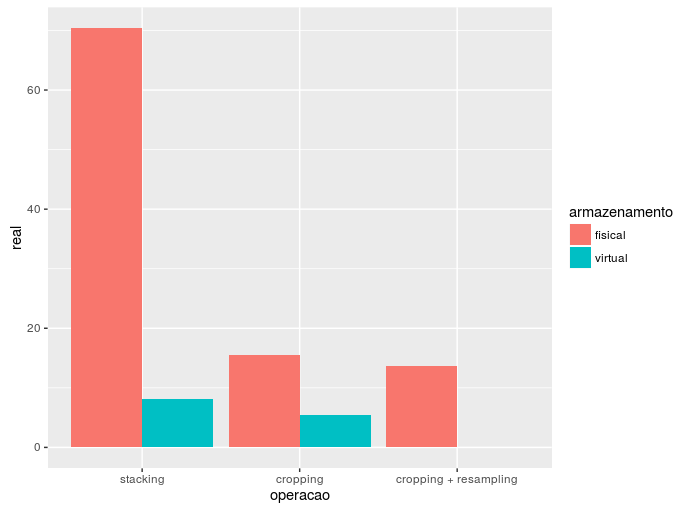 real
60
40
20
0
stacking
cropping
cropping + resampling
operacao
armazenamento
fisical
virtual